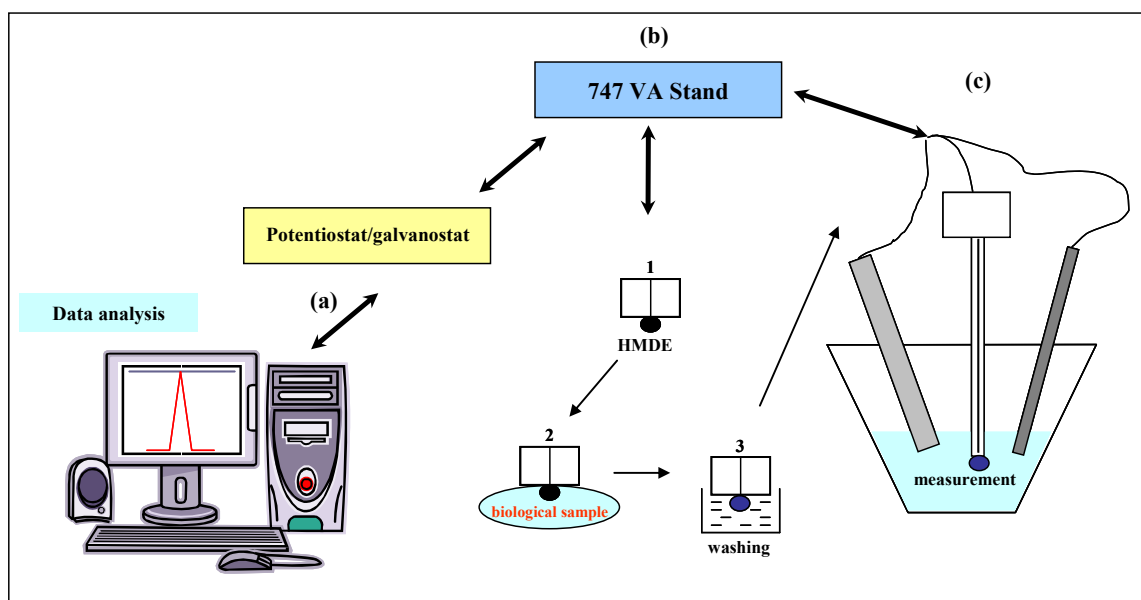 (b)
747 VA Stand
(c)
Potentiostat/galvanostat
(a)
Data analysis
1
HMDE
2
biological sample
3
washing
measurement